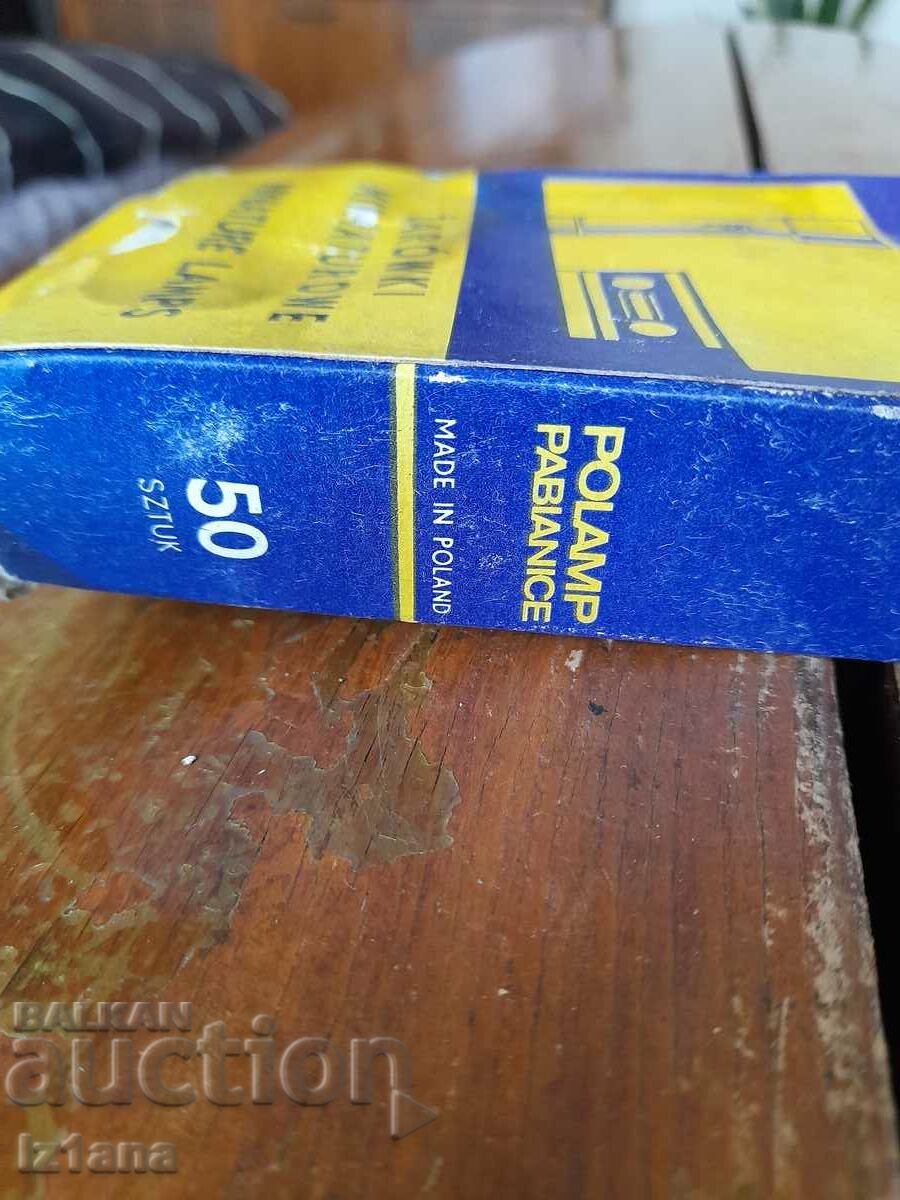 ŻARÓWKI
MINIATUROWE
MINIATURE LAMPS
POLAMP
PABIANICE
MADE IN POLAND
50
SZTUK
BALKAN
auction
Iz1ana